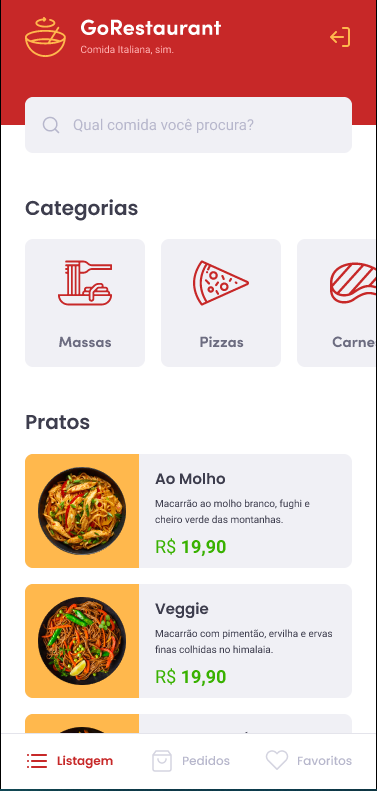 GoRestaurant
Comida Italiana, sim.
Qual comida você procura?
Categorias
Massas
Pizzas
Carne
Pratos
Ao Molho
Macarrão ao molho branco, fughi e
cheiro verde das montanhas.
R$ 19,90
Veggie
Macarrão com pimentão, ervilha e ervas
finas colhidas no himalaia.
R$ 19,90
Listagem
Pedidos
Favoritos